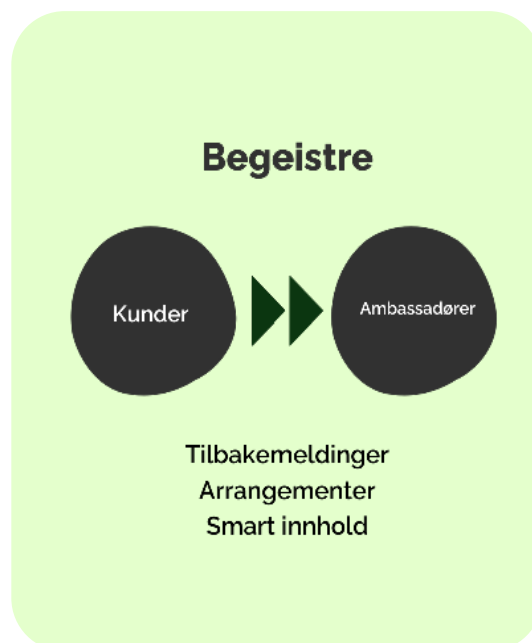 Begeistre
Kunder
Ambassadører
Tilbakemeldinger
Arrangementer
Smart innhold